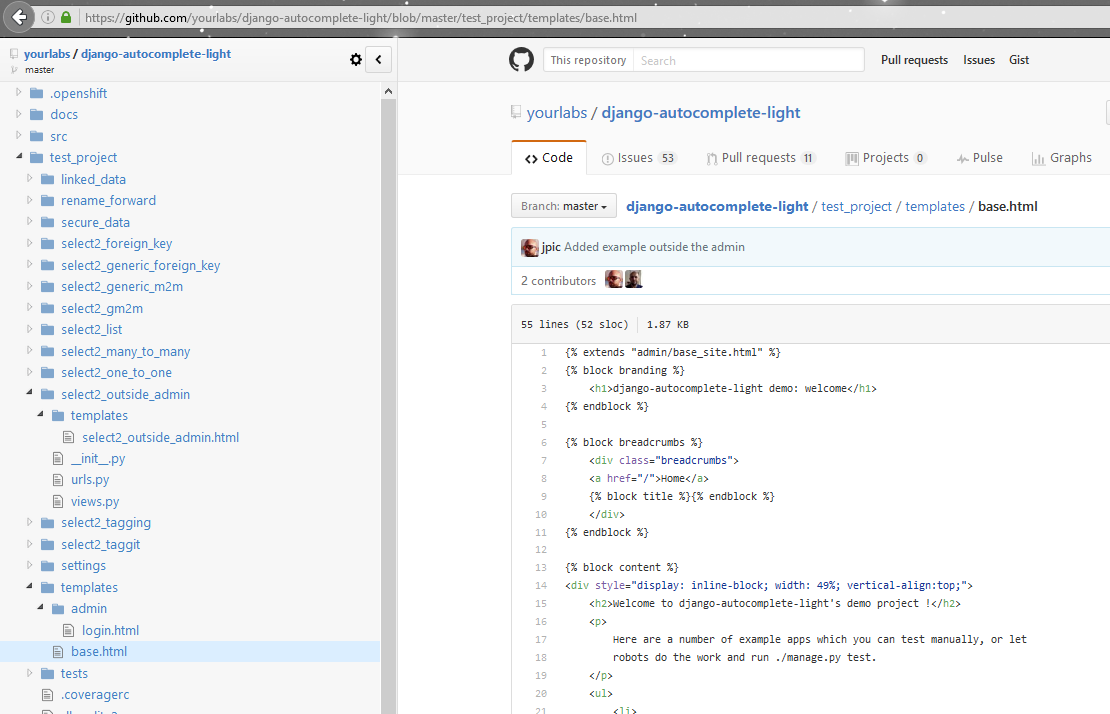 https://github.com/yourlabs/django-autocomplete-light/blob/master/test_project/templates/base.html
yourlabs / django-autocomplete-light
master
.openshift
docs
src
test_project
linked_data
rename_forward
secure_data
select2_foreign_key
select2_generic_foreign_key
select2_generic_m2m
select2_gm2m
select2_list
select2_many_to_many
select2_one_to_one
select2_outside_admin
templates
select2_outside_admin.html
__init__.py
urls.py
views.py
select2_tagging
select2_taggit
settings
templates
admin
login.html
base.html
tests
.coveragerc
This repository Search Pull requests Issues Gist
yourlabs / django-autocomplete-light
Code Issues 53 Pull requests 11 Projects 0 Pulse Graphs
Branch: master django-autocomplete-light / test_project / templates / base.html
jpic Added example outside the admin
2 contributors
55 lines (52 sloc) 1.87 KB
1 {% extends "admin/base_site.html" %}
2 {% block branding %}
3 <h1>django-autocomplete-light demo: welcome</h1>
4 {% endblock %}
5
6 {% block breadcrumbs %}
7 <div class="breadcrumbs">
8 <a href="/">Home</a>
9 {% block title %}{% endblock %}
10 </div>
11 {% endblock %}
12
13 {% block content %}
14 <div style="display: inline-block; width: 49%; vertical-align:top;">
15 <h2>Welcome to django-autocomplete-light's demo project !</h2>
16 <p>
17 Here are a number of example apps which you can test manually, or let
18 robots do the work and run ./manage.py test.
19 </p>
20 <ul>
21 <li>